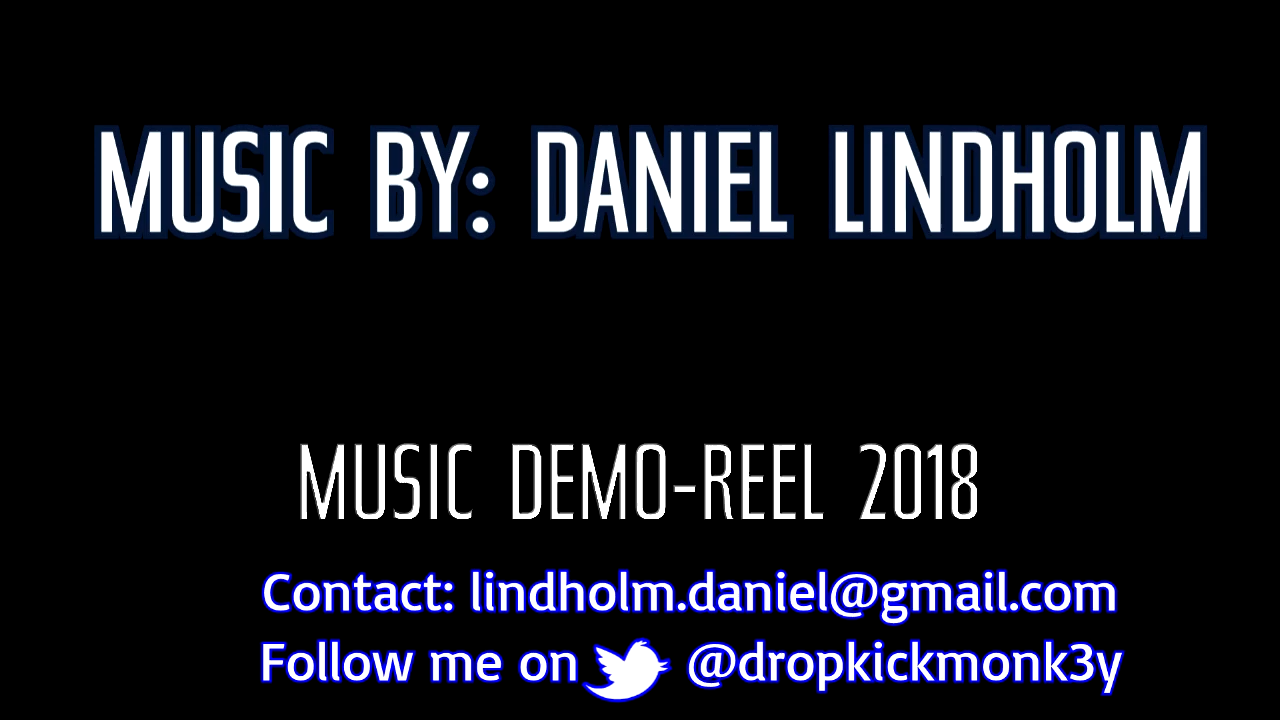 MUSIC BY: DANIEL LINDHOLM
MUSIC DEMO-REEL 2018
Contact: lindholm.daniel@gmail.com
Follow me on @dropkickmonk3y